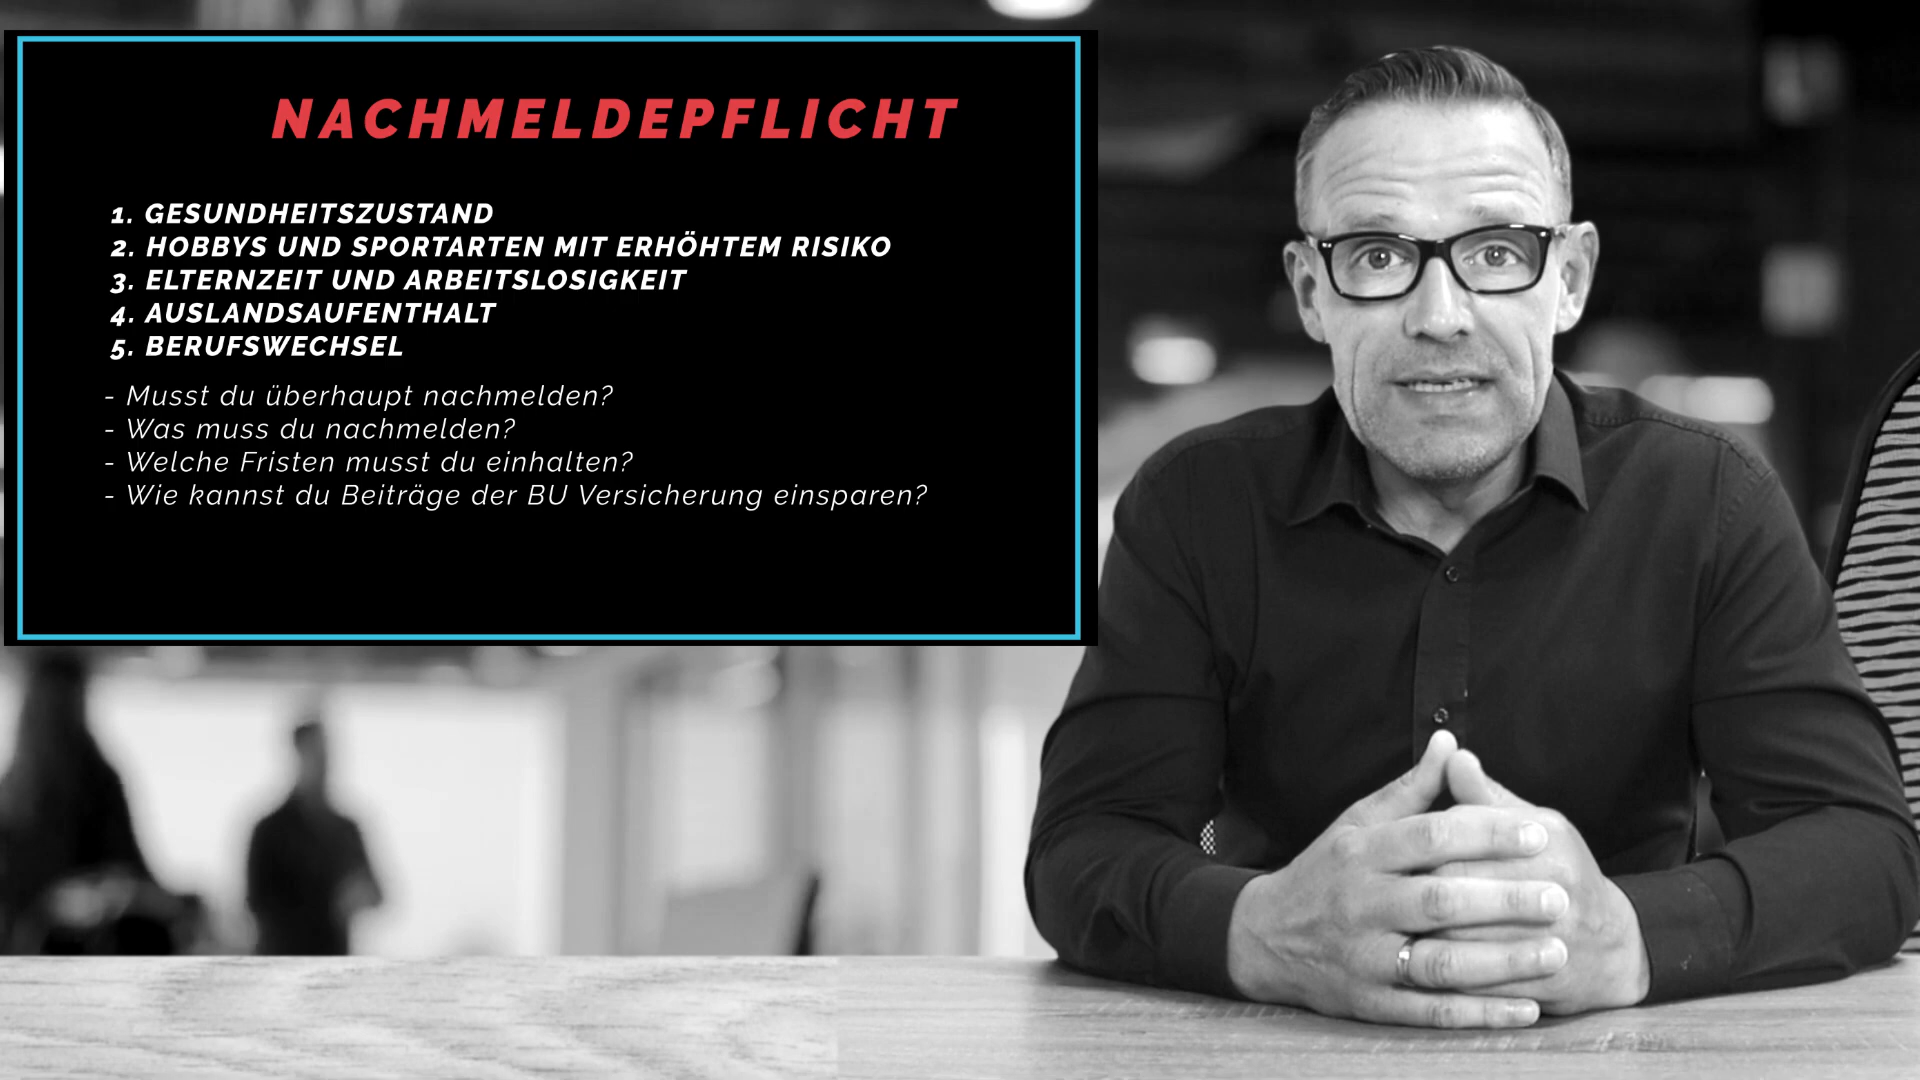 NACHMELDEPFLICHT
1. GESUNDHEITSZUSTAND
2. HOBBYS UND SPORTARTEN MIT ERHÖHTEM RISIKO
3. ELTERNZEIT UND ARBEITSLOSIGKEIT
4. AUSLANDSAUFENTHALT
5. BERUFSWECHSEL
- Musst du überhaupt nachmelden?
- Was muss du nachmelden?
- Welche Fristen musst du einhalten?
- Wie kannst du Beiträge der BU Versicherung einsparen?